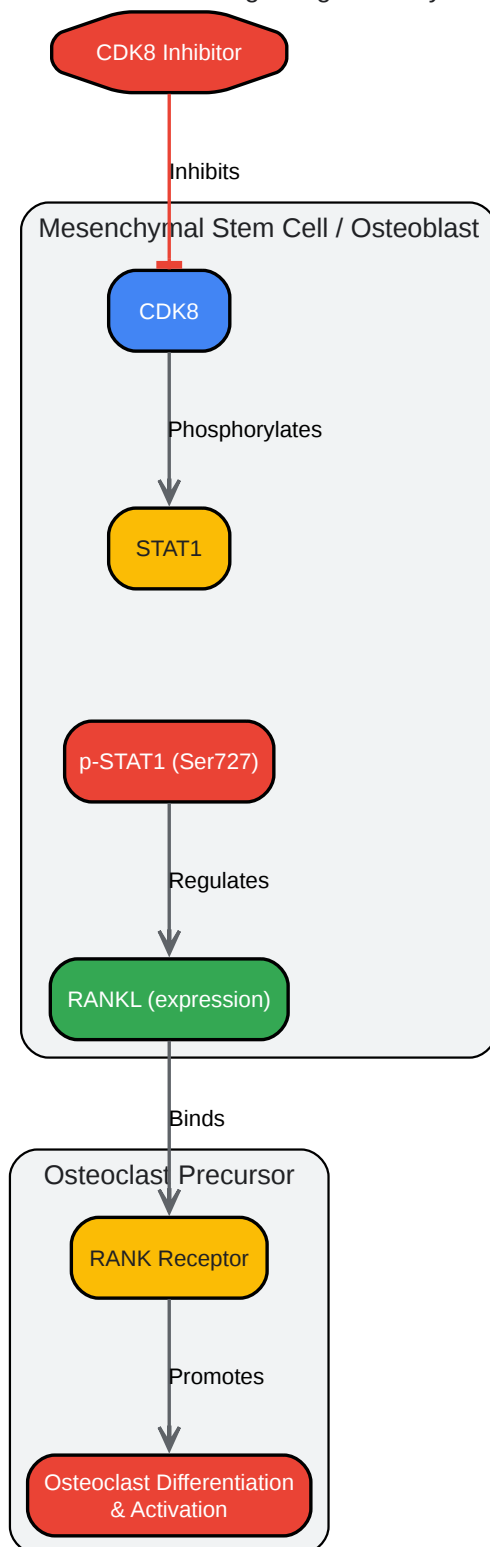 CDK8 Inhibitor
Inhibits
Mesenchymal Stem Cell / Osteoblast
CDK8
Phosphorylates
STAT1
p-STAT1 (Ser727)
Regulates
RANKL (expression)
Binds
Osteoclast Precursor
RANK Receptor
Promotes
Osteoclast Differentiation
& Activation